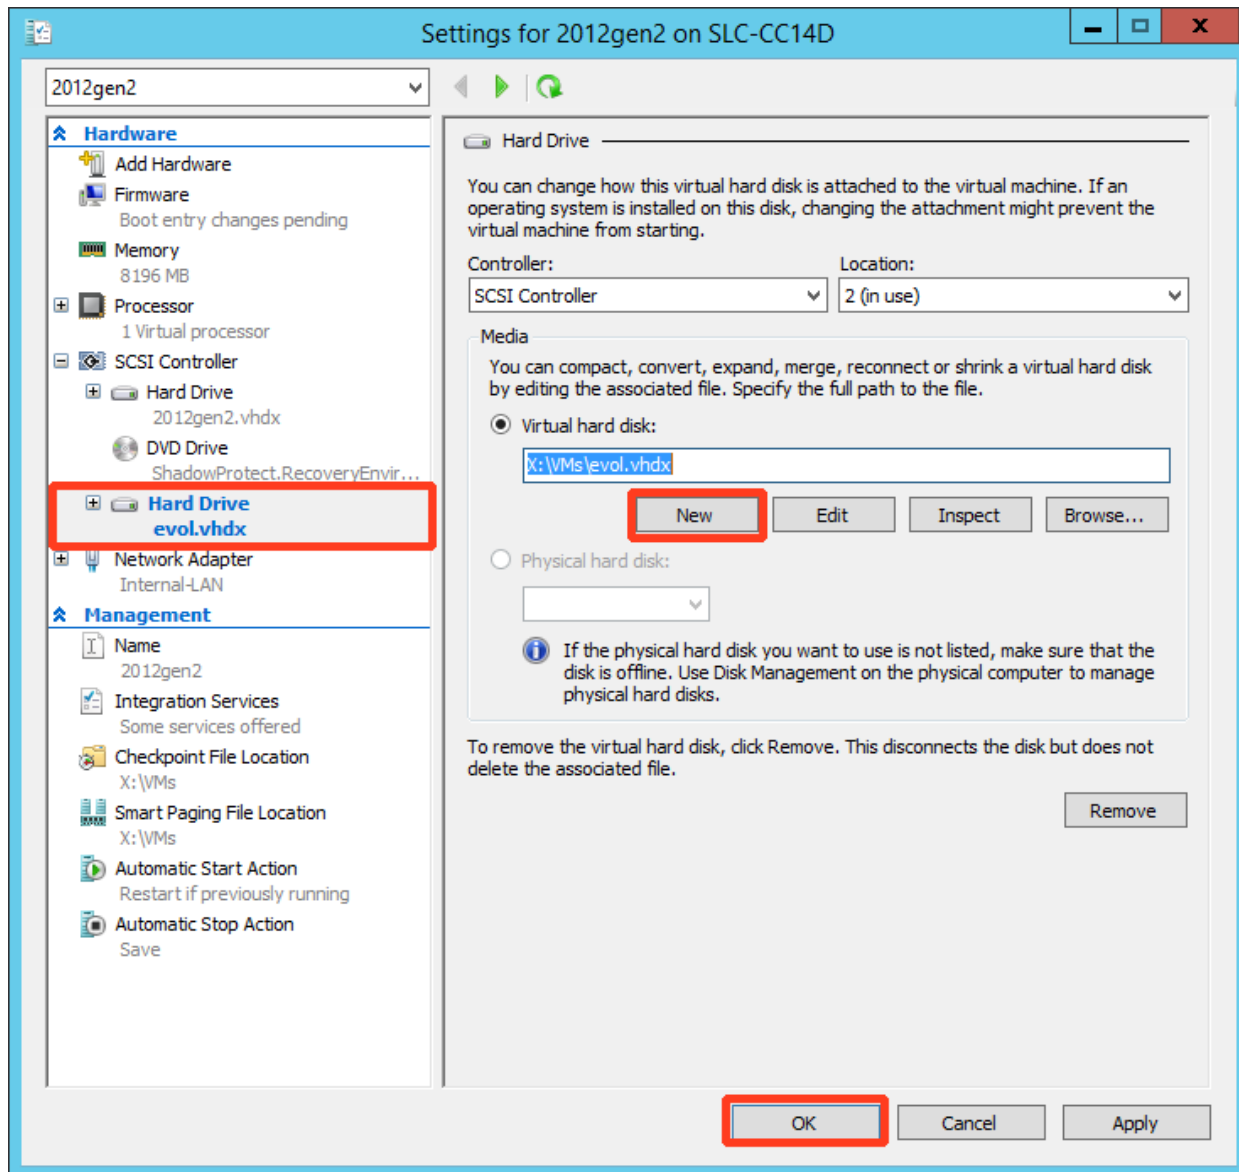 Settings for 2012gen2 on SLC-CC14D
2012gen2
Hardware
Add Hardware
Firmware
Boot entry changes pending
Memory
8196 MB
Processor
1 Virtual processor
SCSI Controller
Hard Drive
2012gen2.vhdx
DVD Drive
ShadowProtect.RecoveryEnvir...
Hard Drive
evol.vhdx
Network Adapter
Internal-LAN
Management
Name
2012gen2
Integration Services
Some services offered
Checkpoint File Location
X:\VMs
Smart Paging File Location
X:\VMs
Automatic Start Action
Restart if previously running
Automatic Stop Action
Save
Hard Drive
You can change how this virtual hard disk is attached to the virtual machine. If an
operating system is installed on this disk, changing the attachment might prevent the
virtual machine from starting.
Controller: Location:
SCSI Controller 2 (in use)
Media
You can compact, convert, expand, merge, reconnect or shrink a virtual hard disk
by editing the associated file. Specify the full path to the file.
Virtual hard disk:
X:\VMs\evol.vhdx
New Edit Inspect Browse...
Physical hard disk:
If the physical hard disk you want to use is not listed, make sure that the
disk is offline. Use Disk Management on the physical computer to manage
physical hard disks.
To remove the virtual hard disk, click Remove. This disconnects the disk but does not
delete the associated file.
Remove
OK Cancel Apply